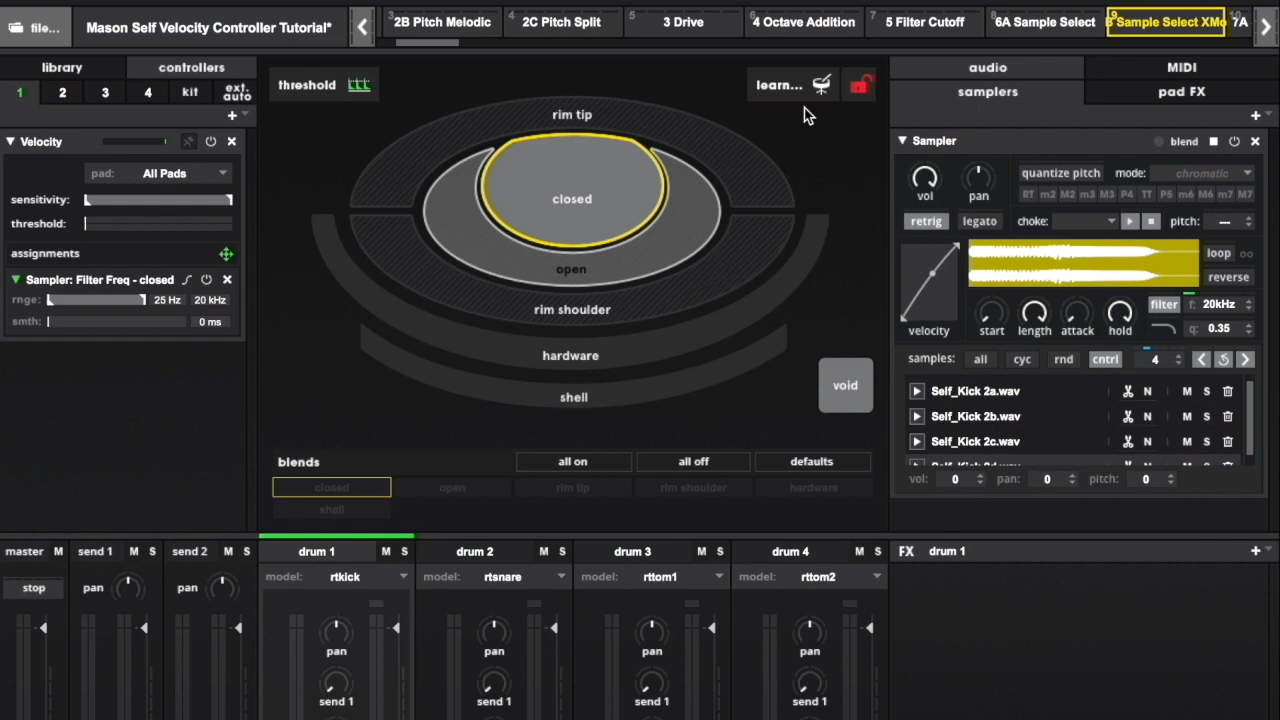 file...
Mason Self Velocity Controller Tutorial*
3 2B Pitch Melodic
4 2C Pitch Split
5 3 Drive
6 4 Octave Addition
7 5 Filter Cutoff
8 6A Sample Select
9 B Sample Select XMo
10 7A
library
controllers
1 2 3 4 kit ext. auto
Velocity
pad: All Pads
sensitivity:
threshold:
assignments
Sampler: Filter Freq - closed
rnge: 25 Hz 20 kHz
smth: 0 ms
threshold
learn...
rim tip
closed
open
rim shoulder
hardware
shell
void
blends
all on
all off
defaults
closed
open
rim tip
rim shoulder
hardware
shell
audio
MIDI
samplers
pad FX
Sampler
blend
vol
pan
quantize pitch
mode: chromatic
RT m2 M2 m3 M3 P4 TT P5 m6 M6 m7 M7
retrig
legato
choke:
pitch: ---
loop
reverse
velocity
start
length
attack
hold
filter
f: 20kHz
q: 0.35
samples: all cyc rnd cntrl 4
Self_Kick 2a.wav N M S
Self_Kick 2b.wav N M S
Self_Kick 2c.wav N M S
vol: 0 pan: 0 pitch: 0
master M
send 1 M S
send 2 M S
drum 1 M S
drum 2 M S
drum 3 M S
drum 4 M S
FX drum 1
stop
pan
pan
model: rtkick
model: rtsnare
model: rttom1
model: rttom2
pan
pan
pan
pan
send 1
send 1
send 1
send 1